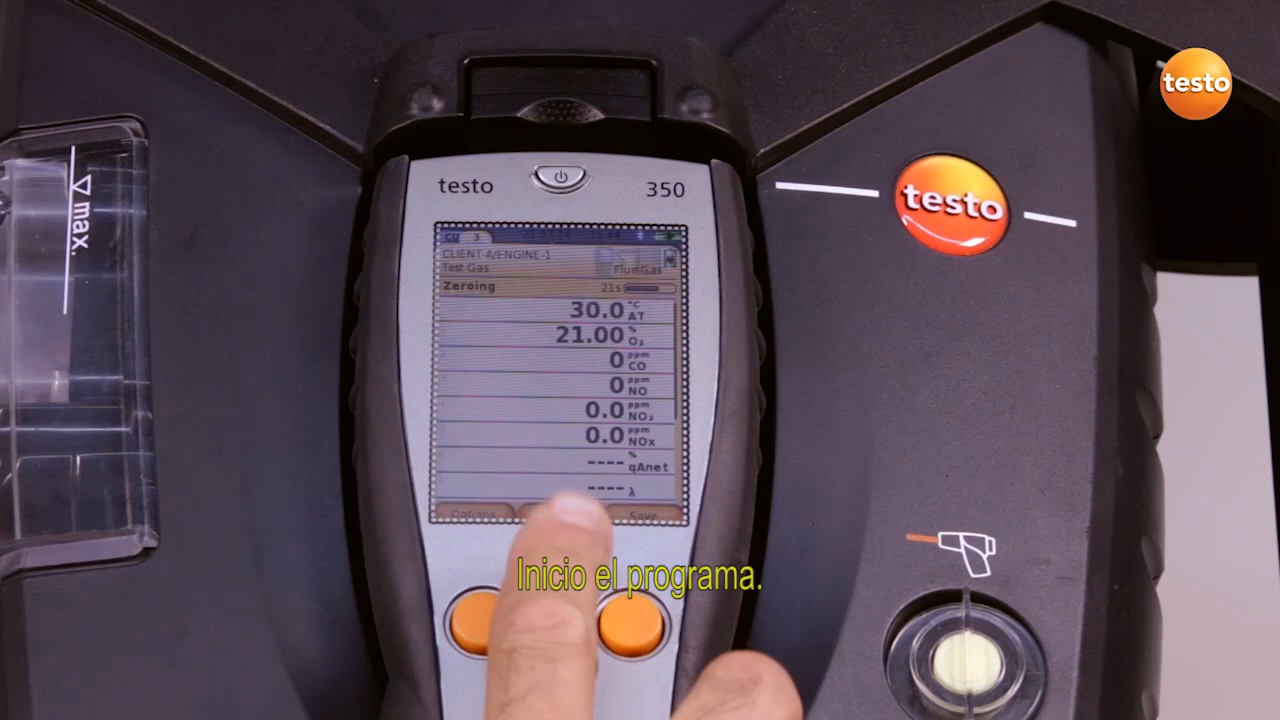 testo
testo 350
testo
max.
CLIENT-A/ENGINE-1
Test Gas Flue Gas
Zeroing 21s
30.0 °C AT
21.00 % O₂
0 ppm CO
0 ppm NO
0.0 ppm NO₂
0.0 ppm NOx
---- % qAnet
---- λ
Options Save
Inicio el programa.